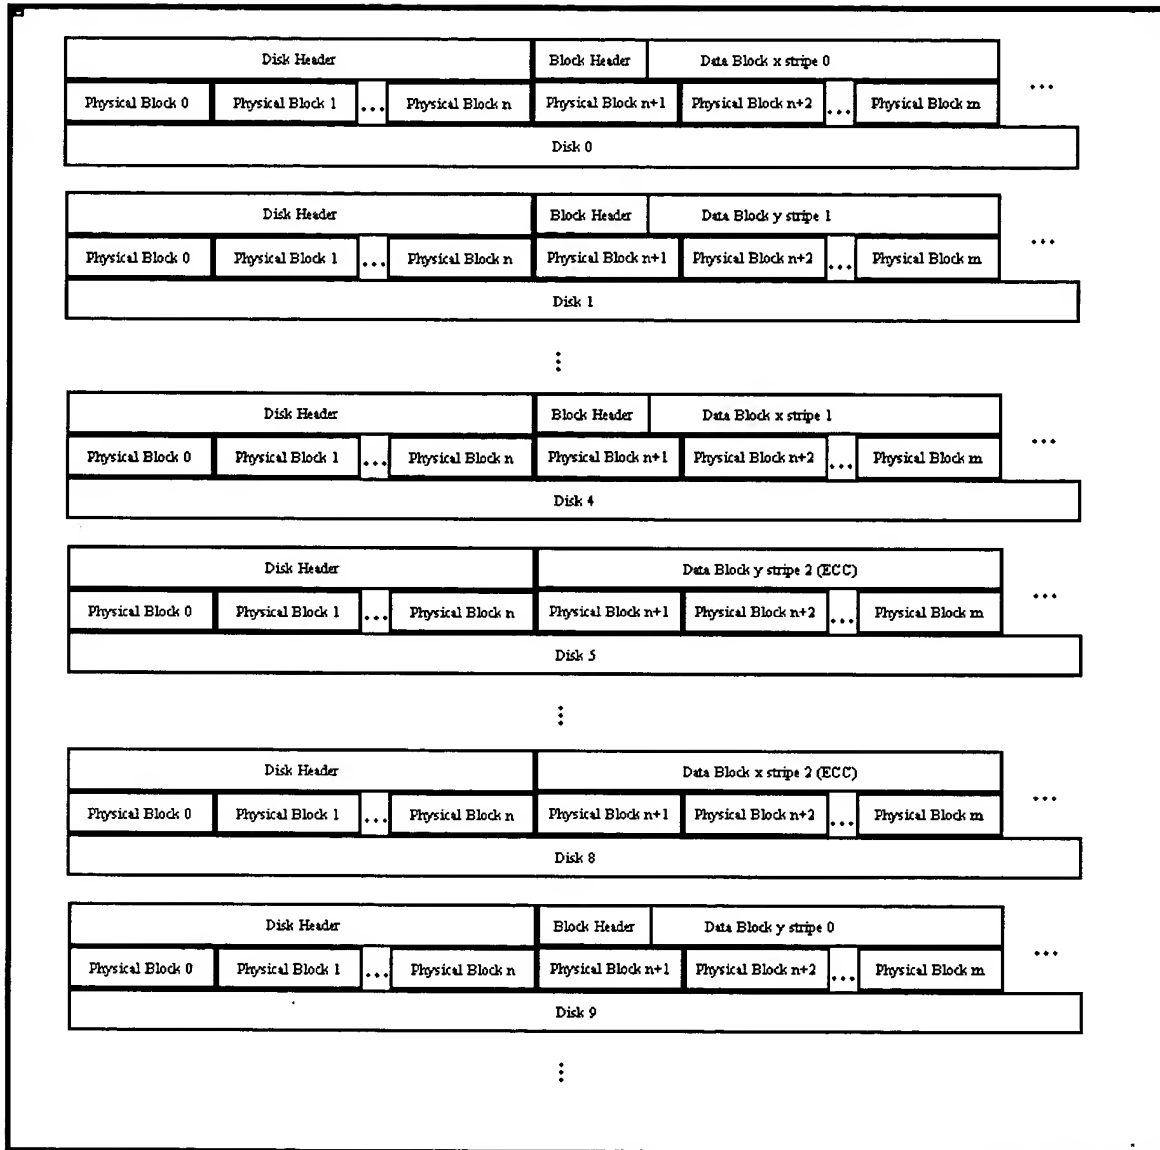 Disk Header Block Header Data Block x stripe 0
Physical Block 0 Physical Block 1 ... Physical Block n Physical Block n+1 Physical Block n+2 ... Physical Block m ...
Disk 0
Disk Header Block Header Data Block y stripe 1
Physical Block 0 Physical Block 1 ... Physical Block n Physical Block n+1 Physical Block n+2 ... Physical Block m ...
Disk 1
⋮
Disk Header Block Header Data Block x stripe 1
Physical Block 0 Physical Block 1 ... Physical Block n Physical Block n+1 Physical Block n+2 ... Physical Block m ...
Disk 4
Disk Header Data Block y stripe 2 (ECC)
Physical Block 0 Physical Block 1 ... Physical Block n Physical Block n+1 Physical Block n+2 ... Physical Block m ...
Disk 5
⋮
Disk Header Data Block x stripe 2 (ECC)
Physical Block 0 Physical Block 1 ... Physical Block n Physical Block n+1 Physical Block n+2 ... Physical Block m ...
Disk 8
Disk Header Block Header Data Block y stripe 0
Physical Block 0 Physical Block 1 ... Physical Block n Physical Block n+1 Physical Block n+2 ... Physical Block m ...
Disk 9
⋮